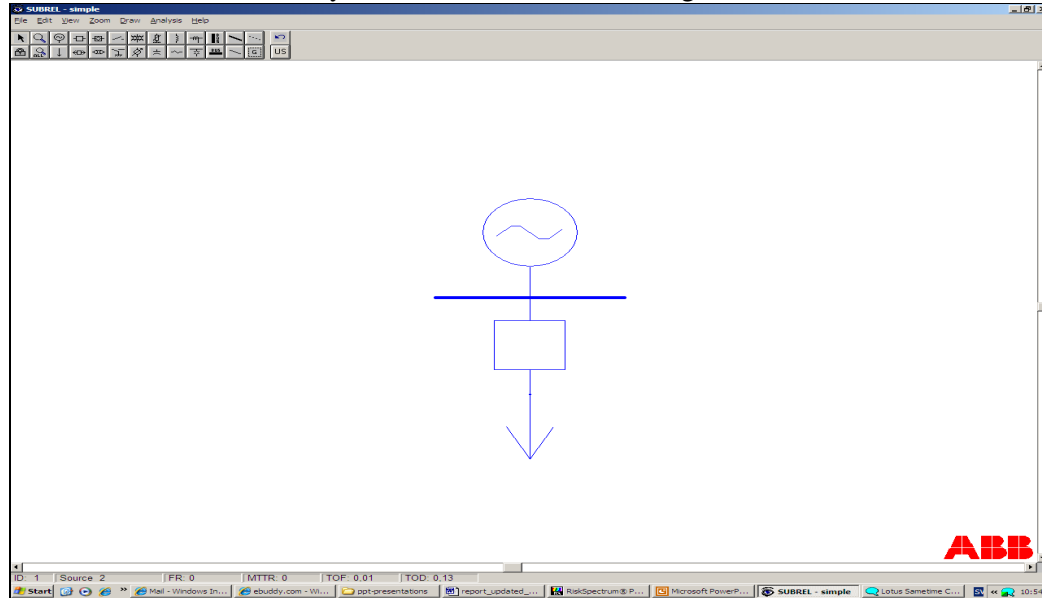 SUBREL - simple
File Edit View Zoom Draw Analysis Help
ALL G US
ABB
ID: 1 Source 2 FR: 0 MTTR: 0 TOF: 0,01 TOD: 0,13
Start » Mail - Windows In... ebuddy.com - Wi... ppt-presentations report_updated_... RiskSpectrum® P... Microsoft PowerP... SUBREL - simple Lotus Sametime C... SV « 10:54